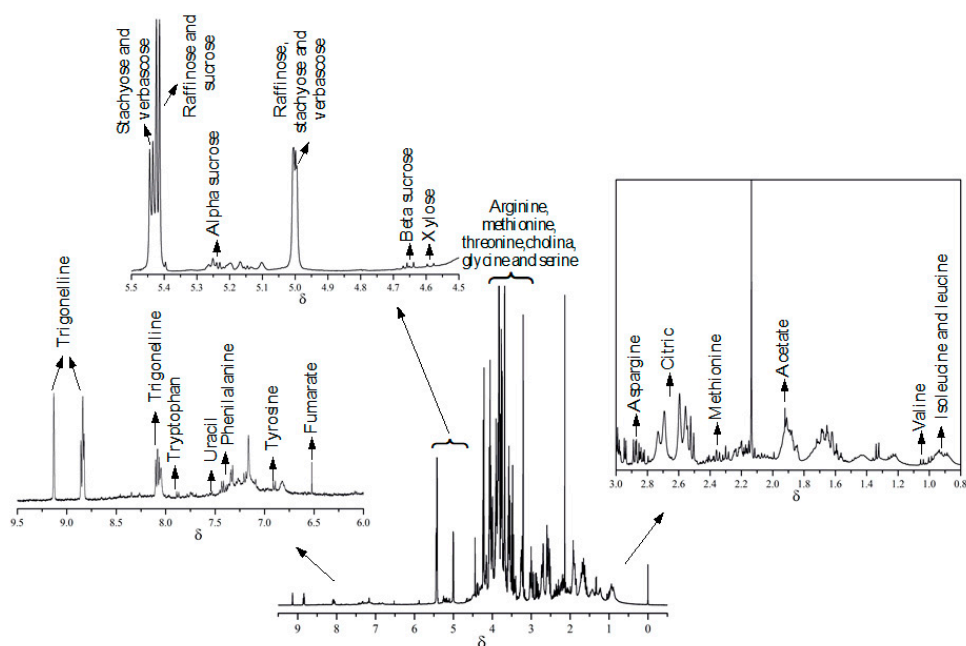 Stachyose and
verbascose
Raffinose and
sucrose
Alpha sucrose
Raffinose,
stachyose and
verbascose
Beta sucrose
Xylose
5.5 5.4 5.3 5.2 5.1 5.0 4.9 4.8 4.7 4.6 4.5
δ
Arginine,
methionine,
threonine,cholina,
glycine and serine
Aspargine
Citric
Methionine
Acetate
Valine
Isoleucine and leucine
3.0 2.8 2.6 2.4 2.2 2.0 1.8 1.6 1.4 1.2 1.0 0.8
δ
Trigonelline
Trigonelline
Tryptophan
Uracil
Phenilalanine
Tyrosine
Fumarate
9.5 9.0 8.5 8.0 7.5 7.0 6.5 6.0
δ
9 8 7 6 5 4 3 2 1 0
δ